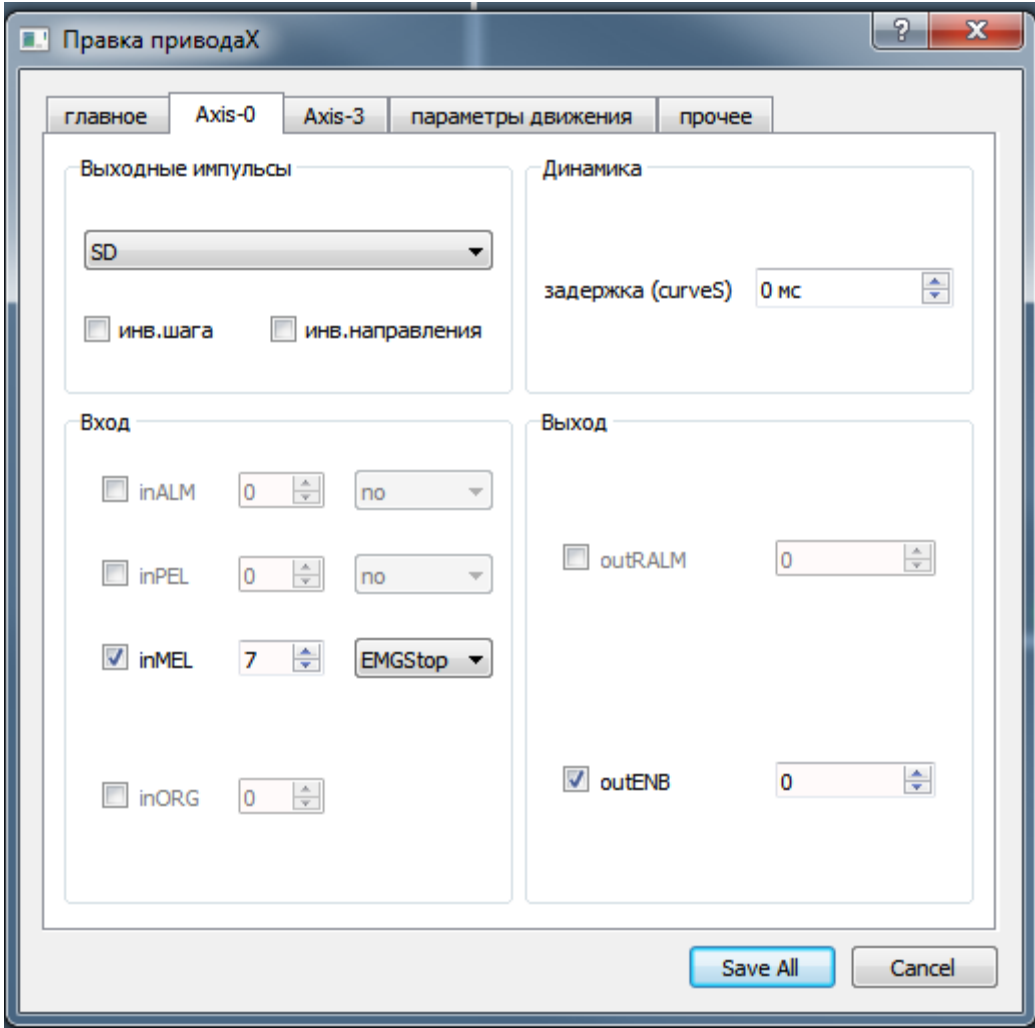 Правка приводаX
главное Axis-0 Axis-3 параметры движения прочее
Выходные импульсы
SD
инв.шага инв.направления
Динамика
задержка (curveS) 0 мс
Вход
inALM 0 no
inPEL 0 no
inMEL 7 EMGStop
inORG 0
Выход
outRALM 0
outENB 0
Save All Cancel